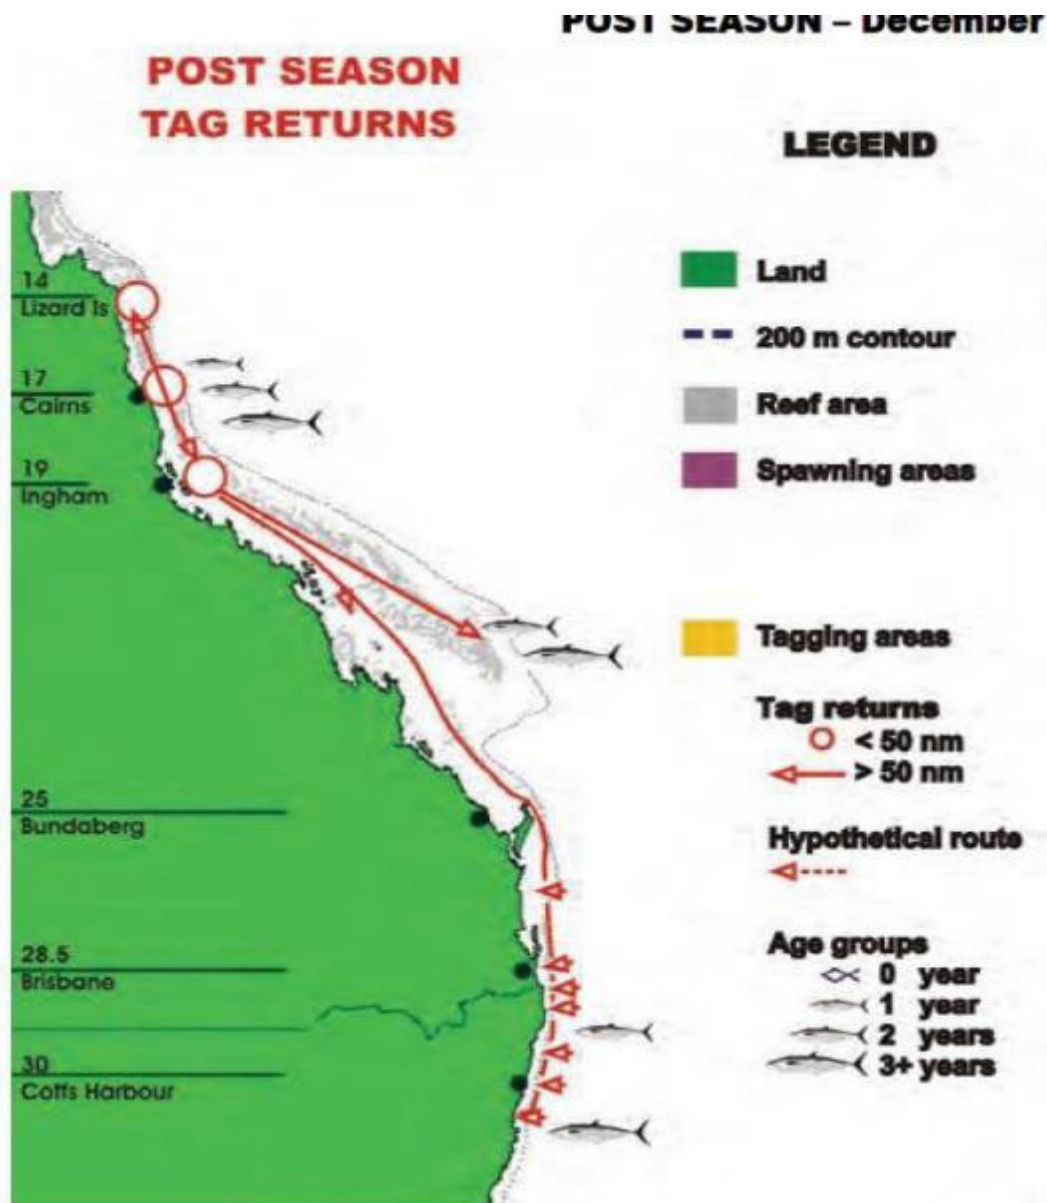 POST SEASON – December
POST SEASON
TAG RETURNS
LEGEND
14
Lizard Is
17
Cairns
19
Ingham
25
Bundaberg
28.5
Brisbane
30
Coffs Harbour
Land
200 m contour
Reef area
Spawning areas
Tagging areas
Tag returns
< 50 nm
> 50 nm
Hypothetical route
Age groups
0 year
1 year
2 years
3+ years